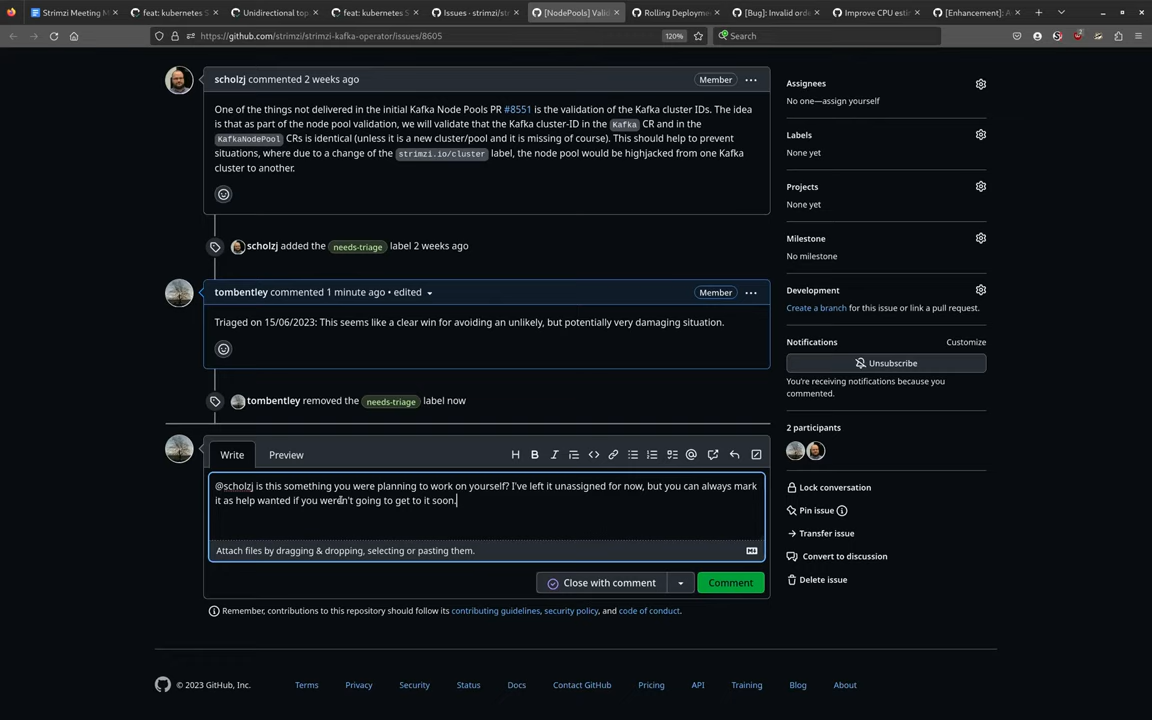 Strimzi Meeting M
feat: kubernetes S
Unidirectional top
feat: kubernetes S
Issues - strimzi/str
[NodePools] Vali
Rolling Deployme
[Bug]: Invalid orde
Improve CPU esti
[Enhancement]: A
https://github.com/strimzi/strimzi-kafka-operator/issues/8605
120%
Search
scholzj commented 2 weeks ago
Member
One of the things not delivered in the initial Kafka Node Pools PR #8551 is the validation of the Kafka cluster IDs. The idea
is that as part of the node pool validation, we will validate that the Kafka cluster-ID in the Kafka CR and in the
KafkaNodePool CRs is identical (unless it is a new cluster/pool and it is missing of course). This should help to prevent
situations, where due to a change of the strimzi.io/cluster label, the node pool would be highjacked from one Kafka
cluster to another.
scholzj added the needs-triage label 2 weeks ago
tombentley commented 1 minute ago • edited
Member
Triaged on 15/06/2023: This seems like a clear win for avoiding an unlikely, but potentially very damaging situation.
tombentley removed the needs-triage label now
Write
Preview
@scholzj is this something you were planning to work on yourself? I've left it unassigned for now, but you can always mark
it as help wanted if you weren't going to get to it soon.
Attach files by dragging & dropping, selecting or pasting them.
Close with comment
Comment
Remember, contributions to this repository should follow its contributing guidelines, security policy, and code of conduct.
Assignees
No one—assign yourself
Labels
None yet
Projects
None yet
Milestone
No milestone
Development
Create a branch for this issue or link a pull request.
Notifications
Customize
Unsubscribe
You're receiving notifications because you
commented.
2 participants
Lock conversation
Pin issue
Transfer issue
Convert to discussion
Delete issue
© 2023 GitHub, Inc.
Terms
Privacy
Security
Status
Docs
Contact GitHub
Pricing
API
Training
Blog
About